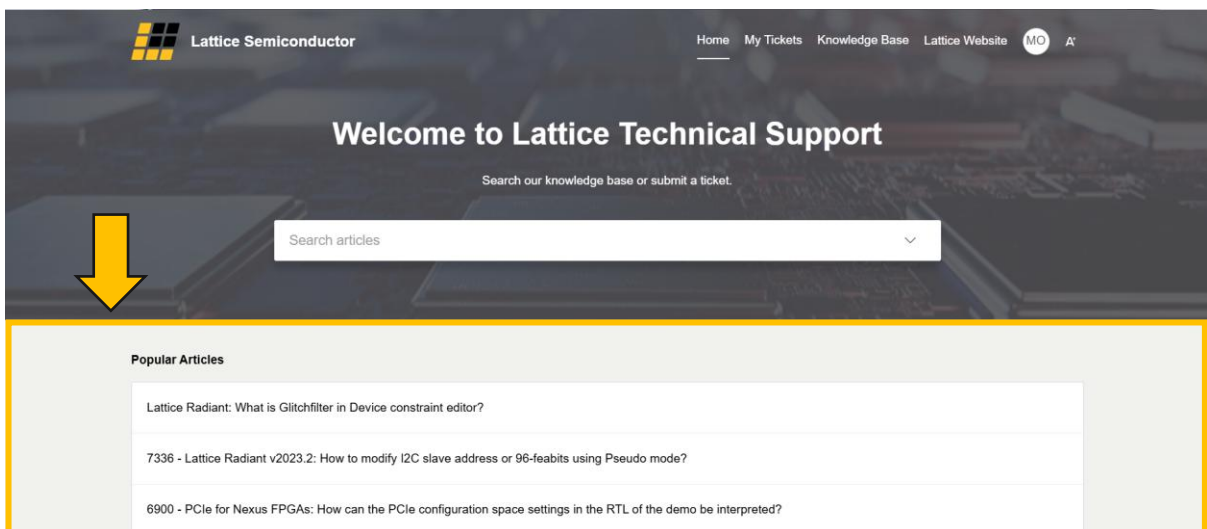 Lattice Semiconductor
Home My Tickets Knowledge Base Lattice Website MO A
Welcome to Lattice Technical Support
Search our knowledge base or submit a ticket.
Search articles
Popular Articles
Lattice Radiant: What is Glitchfilter in Device constraint editor?
7336 - Lattice Radiant v2023.2: How to modify I2C slave address or 96-feabits using Pseudo mode?
6900 - PCIe for Nexus FPGAs: How can the PCIe configuration space settings in the RTL of the demo be interpreted?